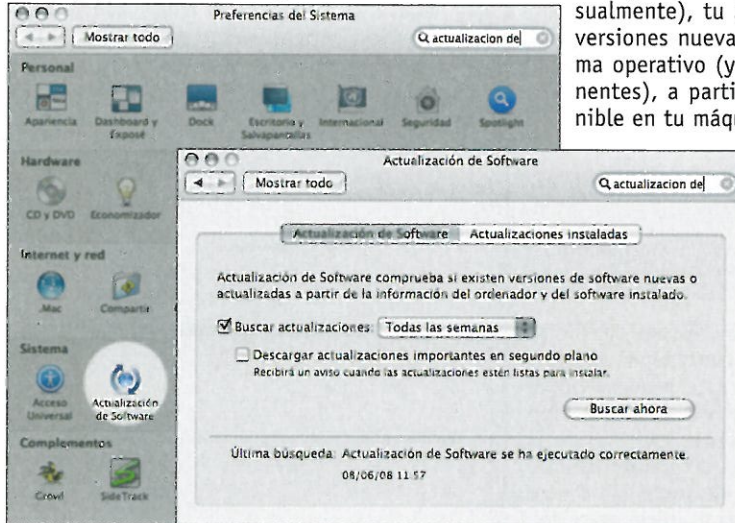 Preferencias del Sistema
Mostrar todo
actualizacion de
Personal
Apariencia
Dashboard y Exposé
Dock
Escritorio y Salvapantallas
Internacional
Seguridad
Spotlight
Hardware
CD y DVD
Economizador
Internet y red
.Mac
Compartir
Sistema
Acceso Universal
Actualización de Software
Complementos
Growl
SideTrack
Actualización de Software
Mostrar todo
actualizacion de
Actualización de Software
Actualizaciones instaladas
Actualización de Software comprueba si existen versiones de software nuevas o
actualizadas a partir de la información del ordenador y del software instalado.
Buscar actualizaciones: Todas las semanas
Descargar actualizaciones importantes en segundo plano
Recibirá un aviso cuando las actualizaciones estén listas para instalar.
Buscar ahora
Última búsqueda: Actualización de Software se ha ejecutado correctamente.
08/06/08 11:57
sualmente), tu
versiones nueva
ma operativo (y
nentes), a parti
nible en tu máqu